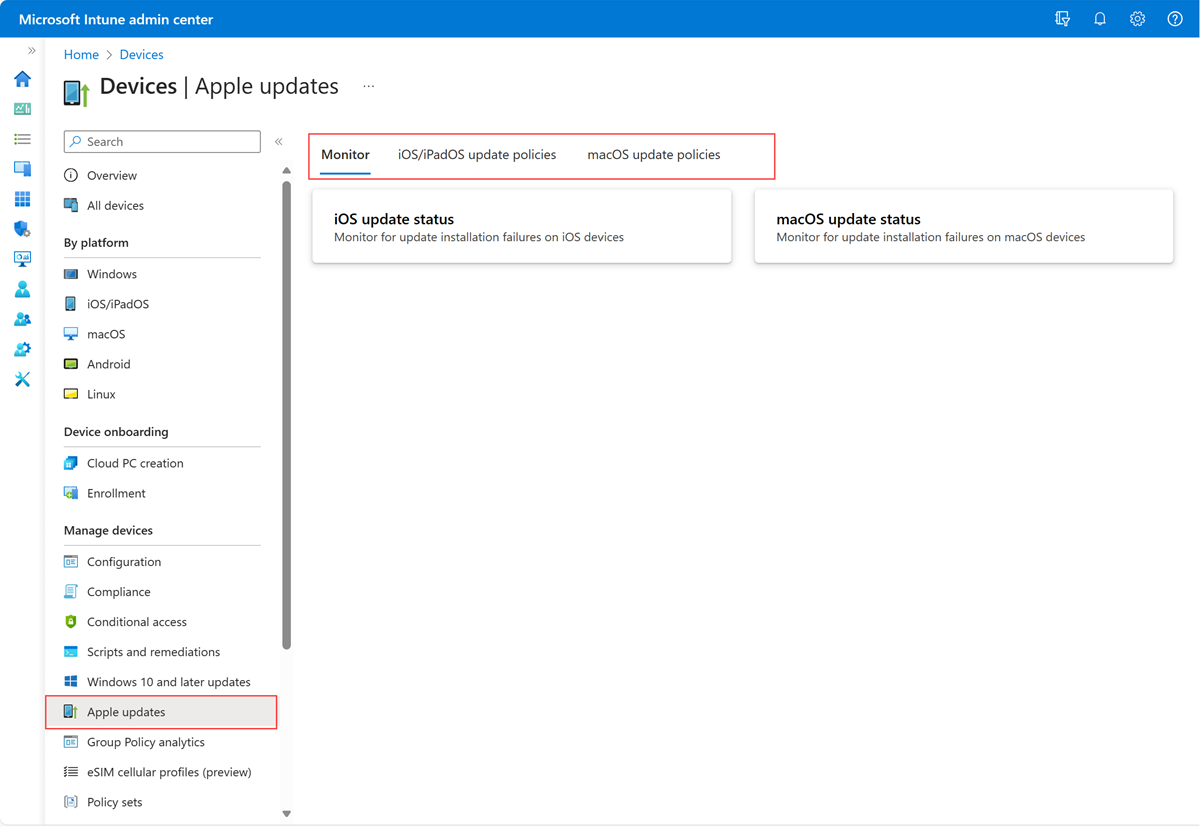 Microsoft Intune admin center
Home > Devices
Devices | Apple updates ...
Search
Overview
All devices
By platform
Windows
iOS/iPadOS
macOS
Android
Linux
Device onboarding
Cloud PC creation
Enrollment
Manage devices
Configuration
Compliance
Conditional access
Scripts and remediations
Windows 10 and later updates
Apple updates
Group Policy analytics
eSIM cellular profiles (preview)
Policy sets
Monitor iOS/iPadOS update policies macOS update policies
iOS update status
Monitor for update installation failures on iOS devices
macOS update status
Monitor for update installation failures on macOS devices